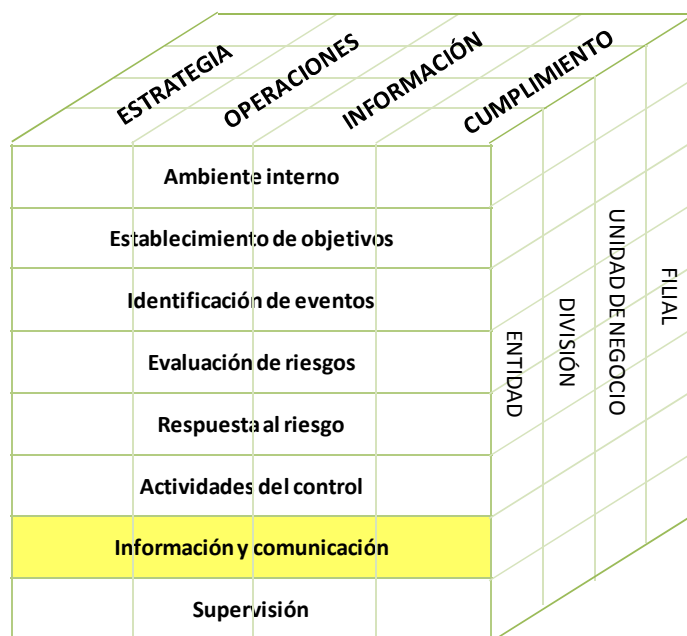 ESTRATEGIA
OPERACIONES
INFORMACIÓN
CUMPLIMIENTO
Ambiente interno
Establecimiento de objetivos
Identificación de eventos
Evaluación de riesgos
Respuesta al riesgo
Actividades del control
Información y comunicación
Supervisión
ENTIDAD
DIVISIÓN
UNIDAD DE NEGOCIO
FILIAL